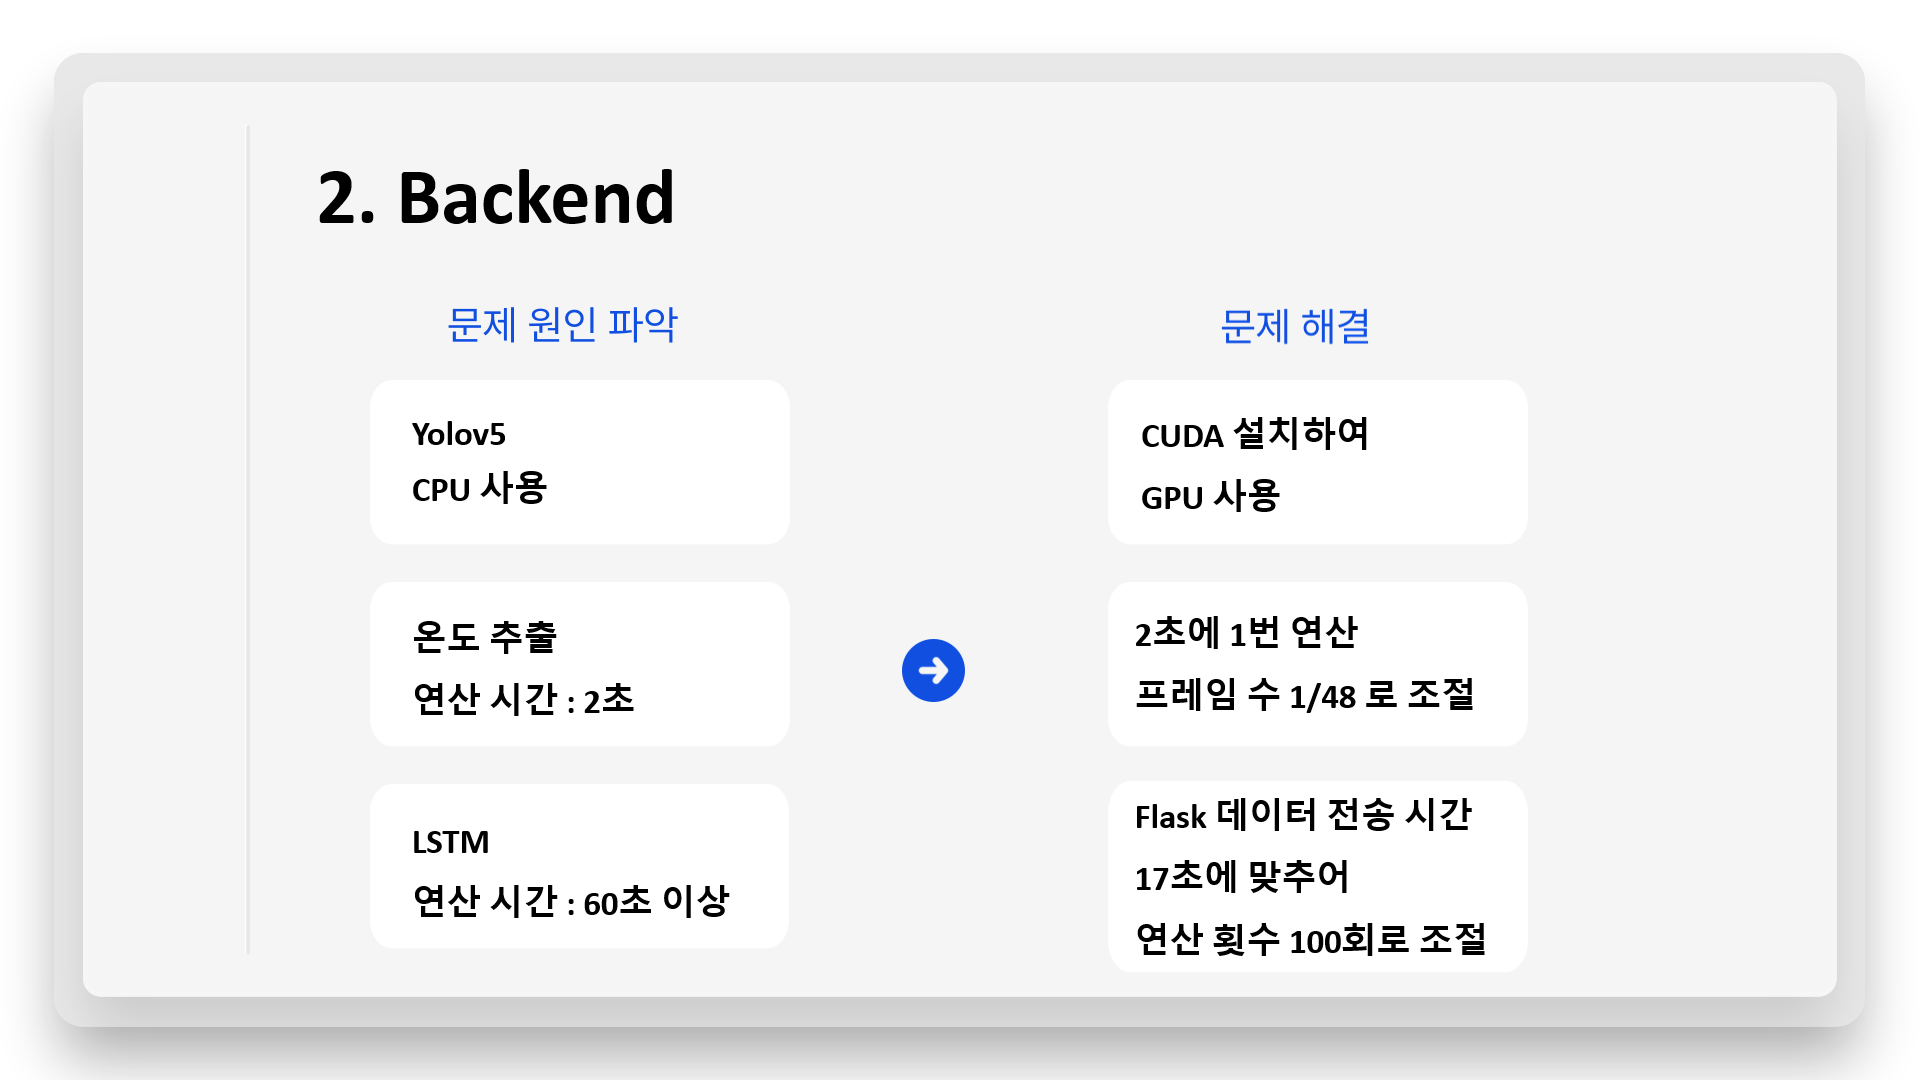 2. Backend
문제 원인 파악
Yolov5
CPU 사용
온도 추출
연산 시간 : 2초
LSTM
연산 시간 : 60초 이상
문제 해결
CUDA 설치하여
GPU 사용
2초에 1번 연산
프레임 수 1/48 로 조절
Flask 데이터 전송 시간
17초에 맞추어
연산 횟수 100회로 조절